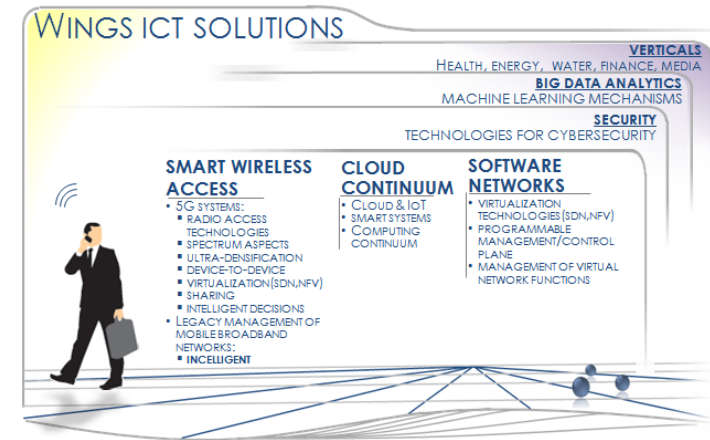 WINGS ICT SOLUTIONS
VERTICALS
HEALTH, ENERGY, WATER, FINANCE, MEDIA
BIG DATA ANALYTICS
MACHINE LEARNING MECHANISMS
SECURITY
TECHNOLOGIES FOR CYBERSECURITY
SMART WIRELESS
ACCESS
• 5G SYSTEMS:
▪ RADIO ACCESS
TECHNOLOGIES
▪ SPECTRUM ASPECTS
▪ ULTRA-DENSIFICATION
▪ DEVICE-TO-DEVICE
▪ VIRTUALIZATION(SDN,NFV)
▪ SHARING
▪ INTELLIGENT DECISIONS
• LEGACY MANAGEMENT OF
MOBILE BROADBAND
NETWORKS:
▪ INCELLIGENT
CLOUD
CONTINUUM
• CLOUD & IOT
• SMART SYSTEMS
• COMPUTING
CONTINUUM
SOFTWARE
NETWORKS
• VIRTUALIZATION
TECHNOLOGIES(SDN,NFV)
• PROGRAMMABLE
MANAGEMENT/CONTROL
PLANE
• MANAGEMENT OF VIRTUAL
NETWORK FUNCTIONS